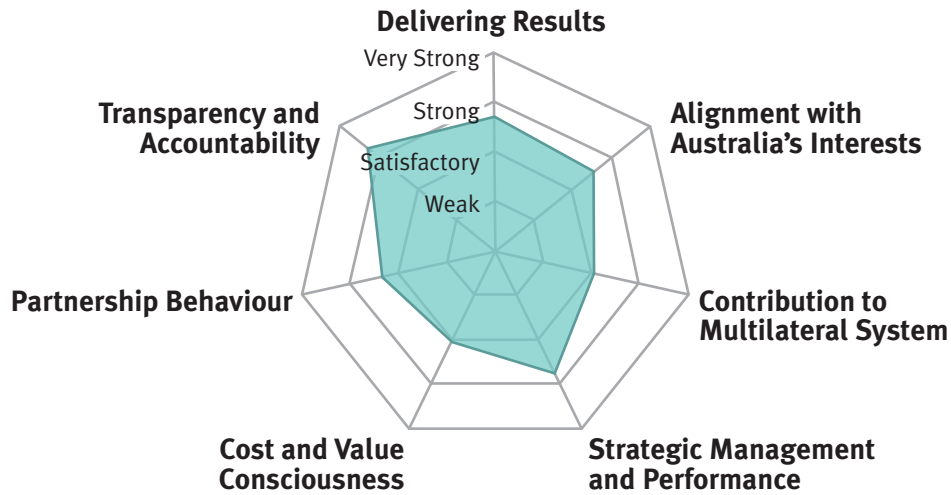 Delivering Results
Very Strong
Strong
Satisfactory
Weak
Transparency and
Accountability
Alignment with
Australia’s Interests
Partnership Behaviour
Contribution to
Multilateral System
Cost and Value
Consciousness
Strategic Management
and Performance